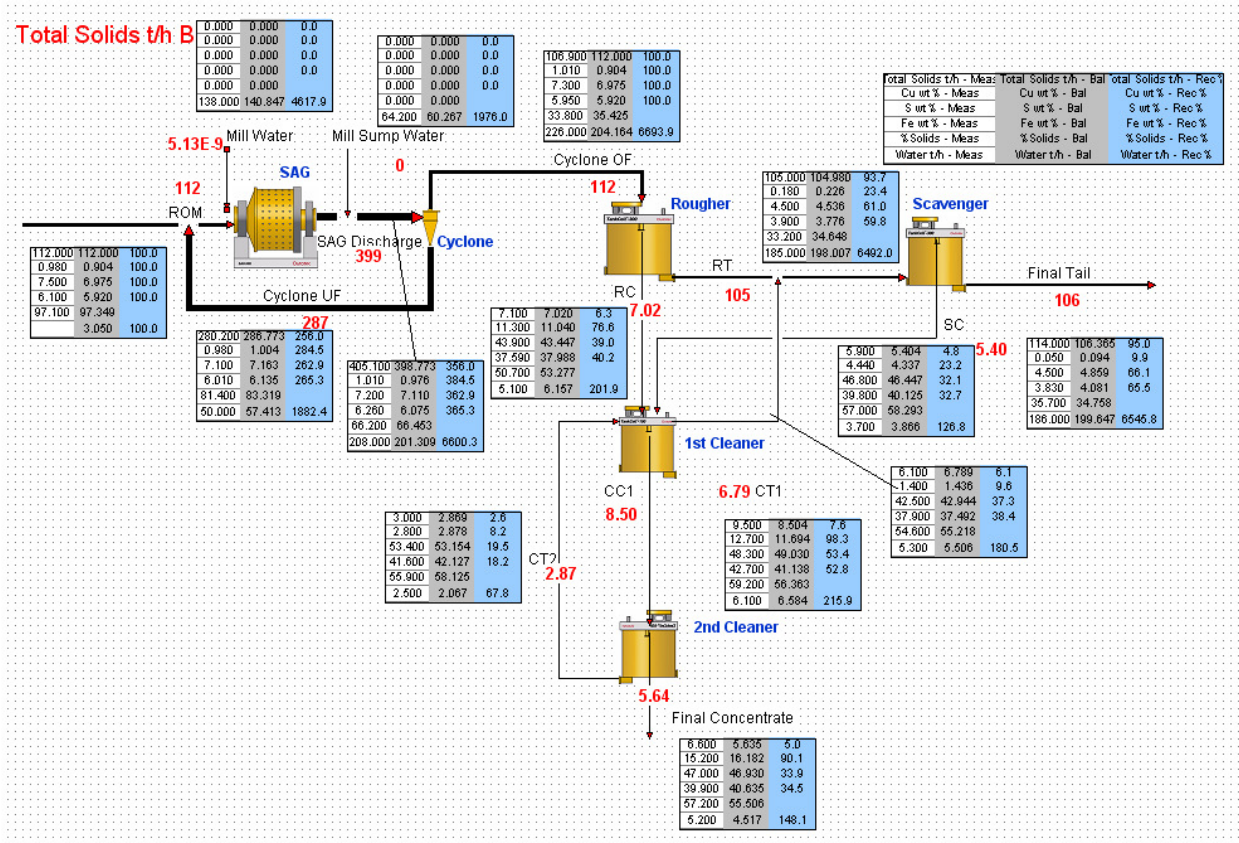 Total Solids t/h B
0.000 0.000 0.0
0.000 0.000 0.0
0.000 0.000 0.0
0.000 0.000 0.0
0.000 0.000
138.000 140.847 4617.9
0.000 0.000 0.0
0.000 0.000 0.0
0.000 0.000 0.0
0.000 0.000 0.0
0.000 0.000
64.200 60.267 1976.0
106.900 112.000 100.0
1.010 0.904 100.0
7.300 6.975 100.0
5.950 5.920 100.0
33.800 35.425
226.000 204.164 6693.9
Total Solids t/h - Meas Total Solids t/h - Bal Total Solids t/h - Rec %
Cu wt % - Meas Cu wt % - Bal Cu wt % - Rec %
S wt % - Meas S wt % - Bal S wt % - Rec %
Fe wt % - Meas Fe wt % - Bal Fe wt % - Rec %
% Solids - Meas % Solids - Bal % Solids - Rec %
Water t/h - Meas Water t/h - Bal Water t/h - Rec %
Mill Water
Mill Sump Water
5.13E-9
0
SAG
Cyclone OF
112
112
Rougher
105.000 104.980 93.7
0.180 0.226 23.4
4.500 4.536 61.0
3.900 3.776 59.8
33.200 34.648
185.000 198.007 6492.0
Scavenger
ROM
SAG Discharge
399
Cyclone
112.000 112.000 100.0
0.980 0.904 100.0
7.500 6.975 100.0
6.100 5.920 100.0
97.100 97.349
3.050 100.0
Cyclone UF
287
RT
105
Final Tail
106
RC
7.02
280.200 286.773 256.0
0.980 1.004 284.5
7.100 7.163 262.9
6.010 6.135 265.3
81.400 83.319
50.000 57.413 1882.4
405.100 398.773 356.0
1.010 0.976 384.5
7.200 7.110 362.9
6.260 6.075 365.3
66.200 66.453
208.000 201.309 6600.3
7.100 7.020 6.3
11.300 11.040 76.6
43.900 43.447 39.0
37.590 37.988 40.2
50.700 53.277
5.100 6.157 201.9
SC
5.40
5.900 5.404 4.8
4.440 4.337 23.2
46.800 46.447 32.1
39.800 40.125 32.7
57.000 58.293
3.700 3.866 126.8
114.000 106.365 95.0
0.050 0.094 9.9
4.500 4.859 66.1
3.830 4.081 65.5
35.700 34.758
186.000 199.647 6545.8
1st Cleaner
6.100 6.789 6.1
1.400 1.436 9.6
42.500 42.944 37.3
37.900 37.492 38.4
54.600 55.218
5.300 5.506 180.5
CC1
8.50
6.79 CT1
3.000 2.869 2.6
2.800 2.878 8.2
53.400 53.154 19.5
41.600 42.127 18.2
55.900 58.125
2.500 2.067 67.8
9.500 8.504 7.6
12.700 11.694 98.3
48.300 49.030 53.4
42.700 41.138 52.8
59.200 56.363
6.100 6.584 215.9
CT2
2.87
2nd Cleaner
5.64
Final Concentrate
6.600 5.635 5.0
15.200 16.182 90.1
47.000 46.930 33.9
39.900 40.635 34.5
57.200 55.506
5.200 4.517 148.1